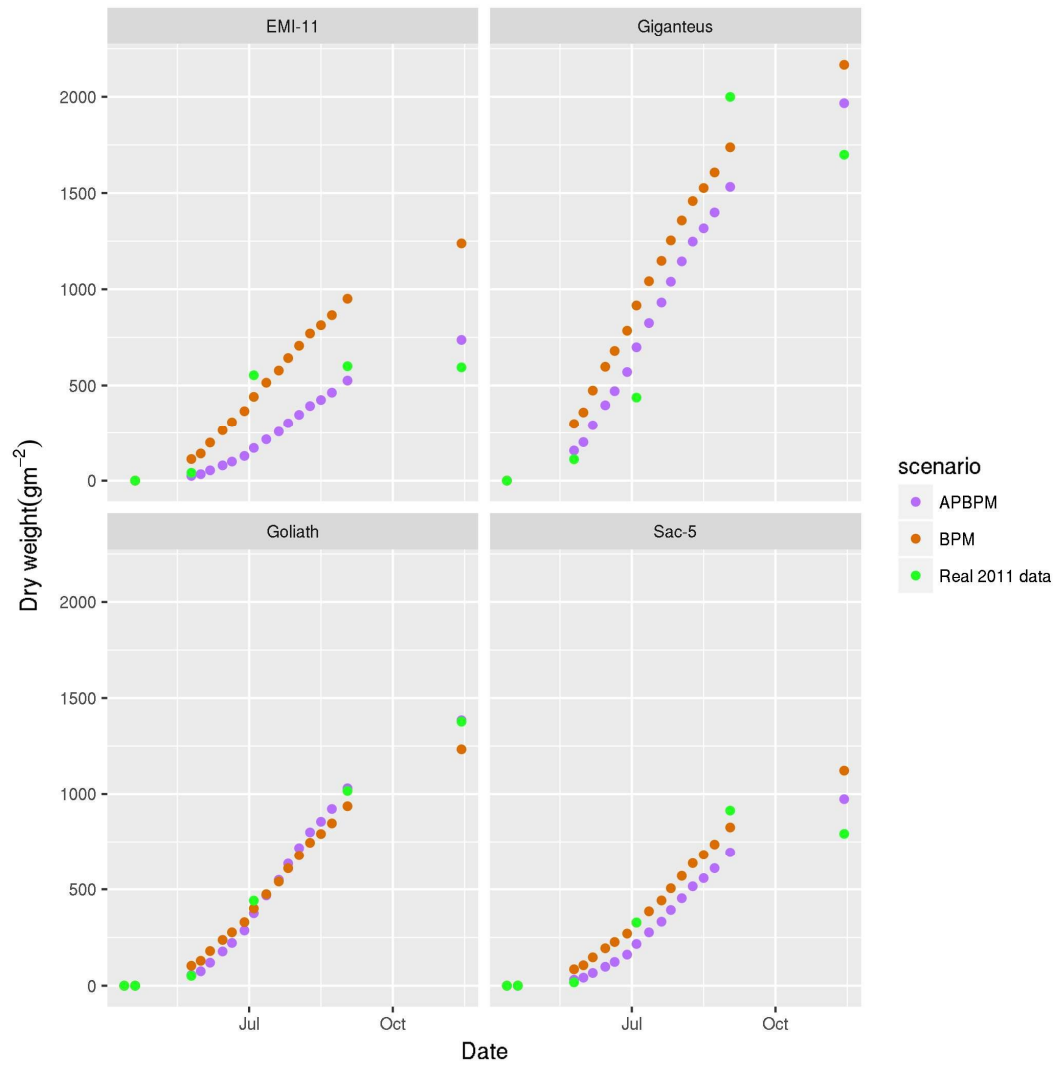 EMI-11
Giganteus
2000
1500
1000
500
0
Goliath
Sac-5
2000
1500
1000
500
0
Jul
Oct
Jul
Oct
Date
Dry weight(gm⁻²)
scenario
APBPM
BPM
Real 2011 data